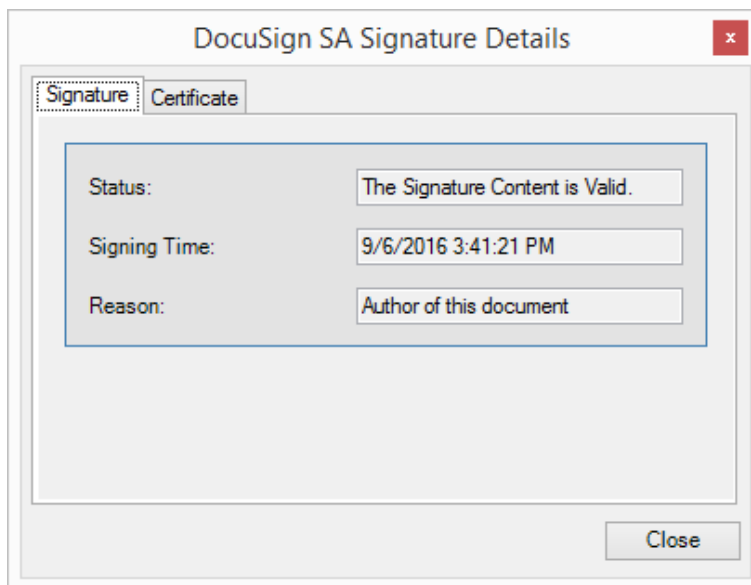 DocuSign SA Signature Details
x
Signature Certificate
Status: The Signature Content is Valid.
Signing Time: 9/6/2016 3:41:21 PM
Reason: Author of this document
Close